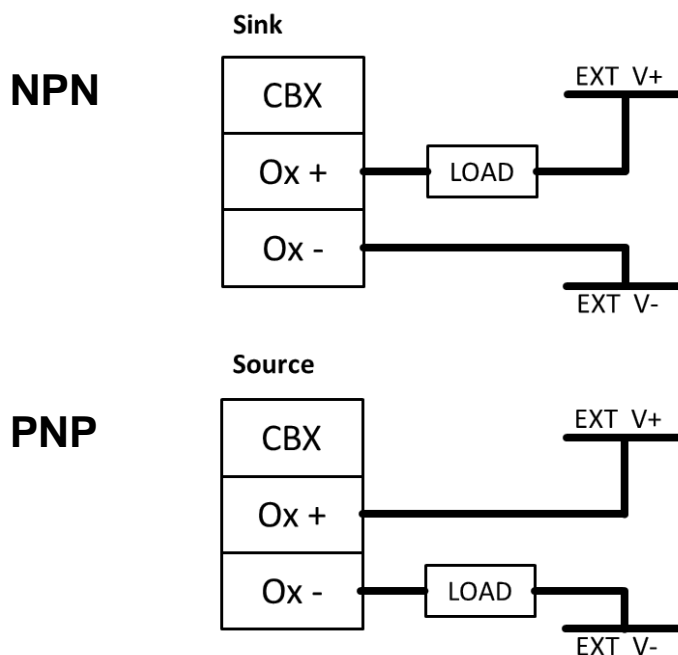 Sink
NPN
CBX
EXT V+
Ox +
LOAD
Ox -
EXT V-
Source
PNP
CBX
EXT V+
Ox +
Ox -
LOAD
EXT V-